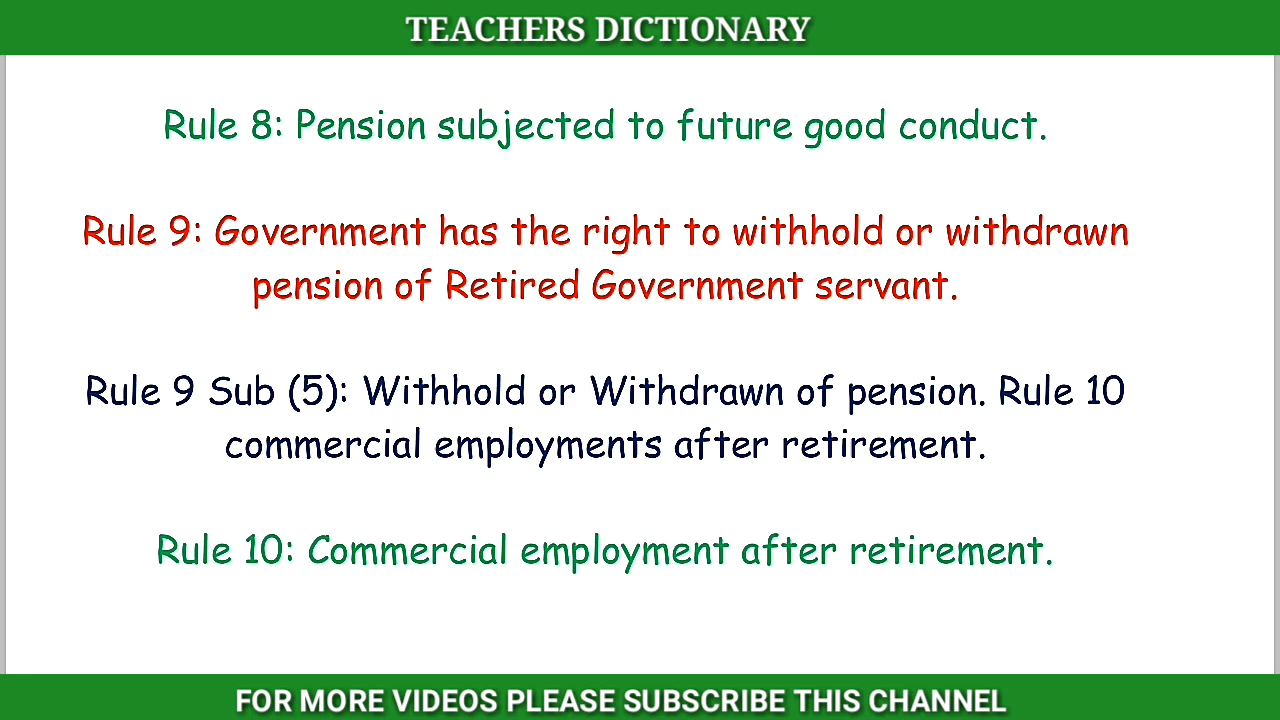 TEACHERS DICTIONARY
Rule 8: Pension subjected to future good conduct.
Rule 9: Government has the right to withhold or withdrawn
pension of Retired Government servant.
Rule 9 Sub (5): Withhold or Withdrawn of pension. Rule 10
commercial employments after retirement.
Rule 10: Commercial employment after retirement.
FOR MORE VIDEOS PLEASE SUBSCRIBE THIS CHANNEL